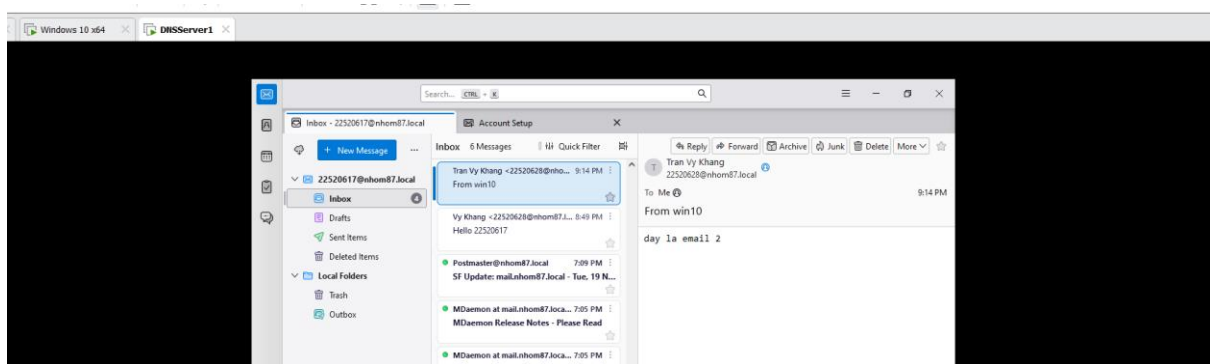 Windows 10 x64
DNSServer1
Search... CTRL + K
Inbox - 22520617@nhom87.local
Account Setup
+ New Message
22520617@nhom87.local
Inbox 4
Drafts
Sent Items
Deleted Items
Local Folders
Trash
Outbox
Inbox 6 Messages Quick Filter
Tran Vy Khang <22520628@nho... 9:14 PM
From win10
Vy Khang <22520628@nhom87.l... 8:49 PM
Hello 22520617
Postmaster@nhom87.local 7:09 PM
SF Update: mail.nhom87.local - Tue, 19 N...
MDaemon at mail.nhom87.loca... 7:05 PM
MDaemon Release Notes - Please Read
MDaemon at mail.nhom87.loca... 7:05 PM
Reply Forward Archive Junk Delete More
T Tran Vy Khang
22520628@nhom87.local
To Me 9:14 PM
From win10
day la email 2